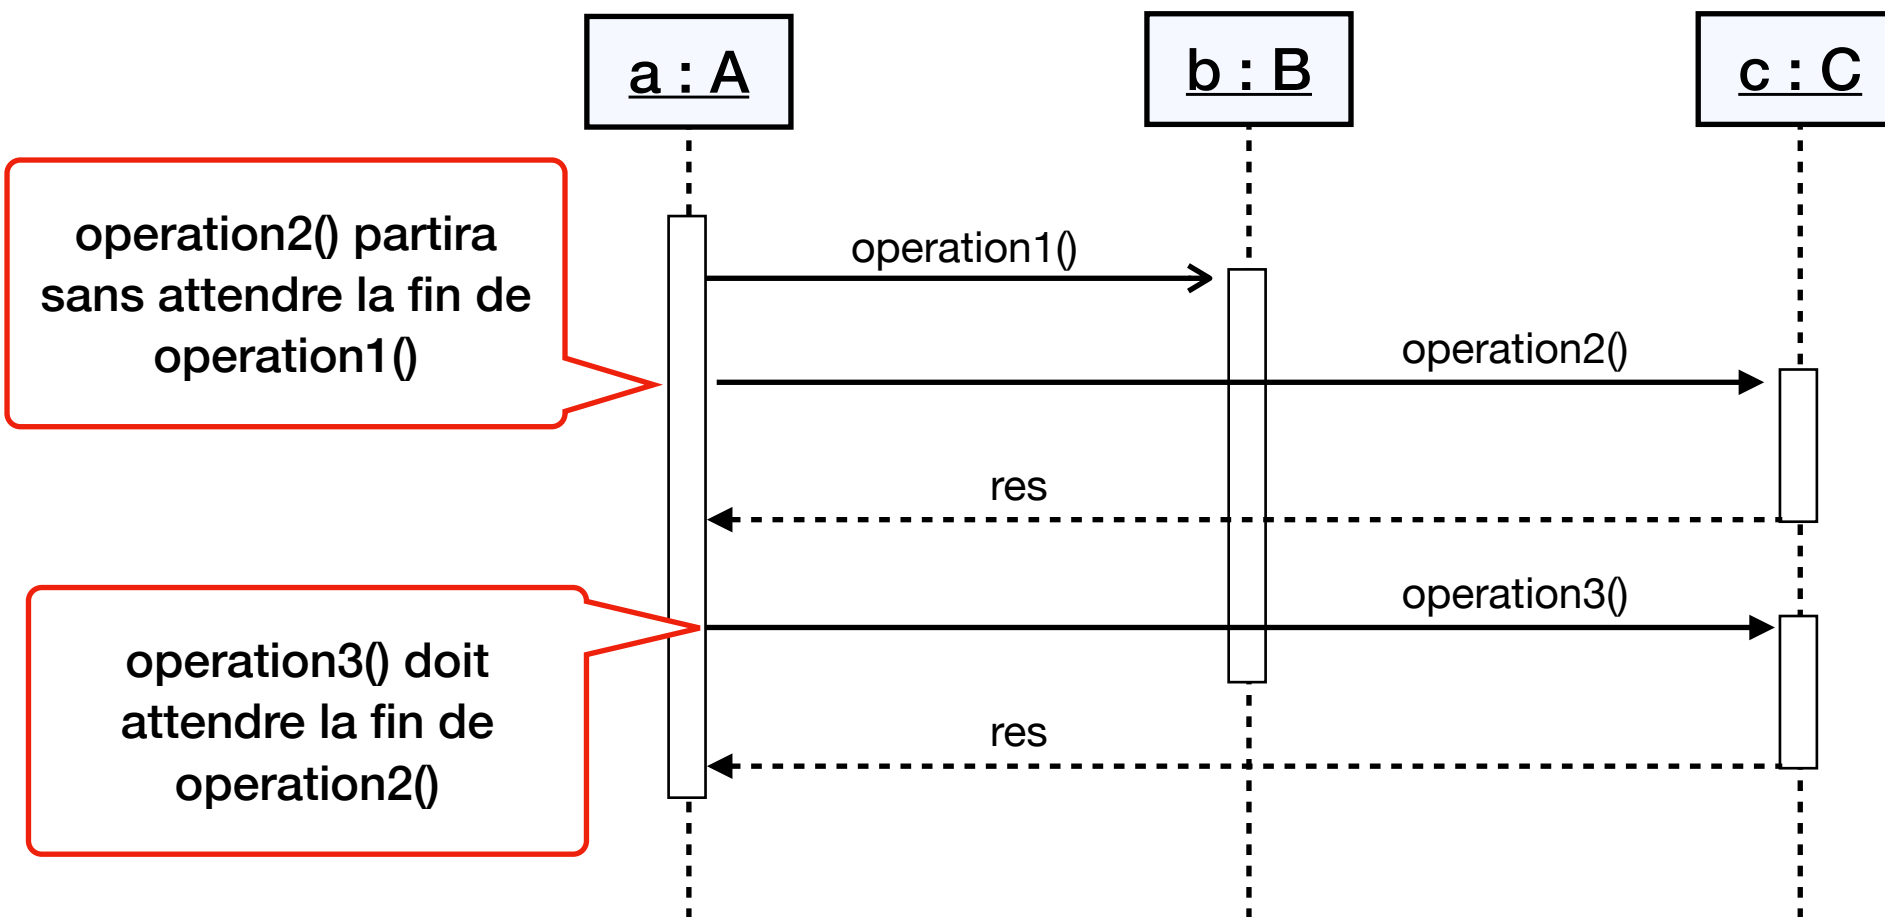 a : A
b : B
c : C
operation2() partira
sans attendre la fin de
operation1()
operation1()
operation2()
res
operation3() doit
attendre la fin de
operation2()
operation3()
res